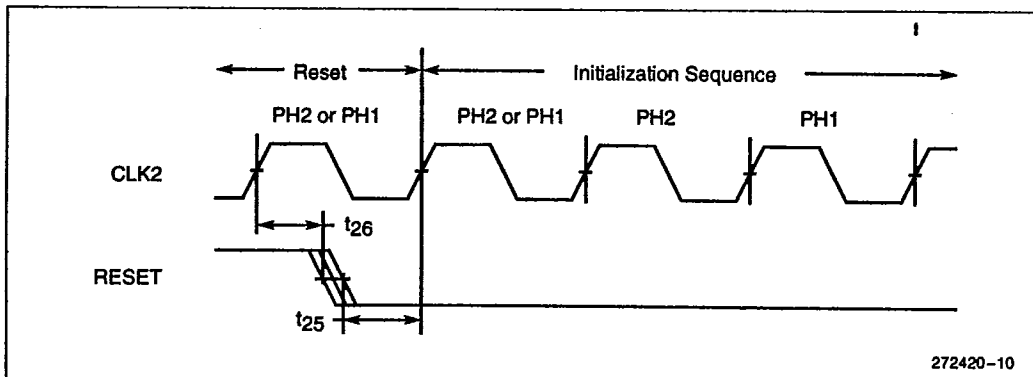 Reset Initialization Sequence
PH2 or PH1 PH2 or PH1 PH2 PH1
CLK2
t26
RESET
t25
272420-10